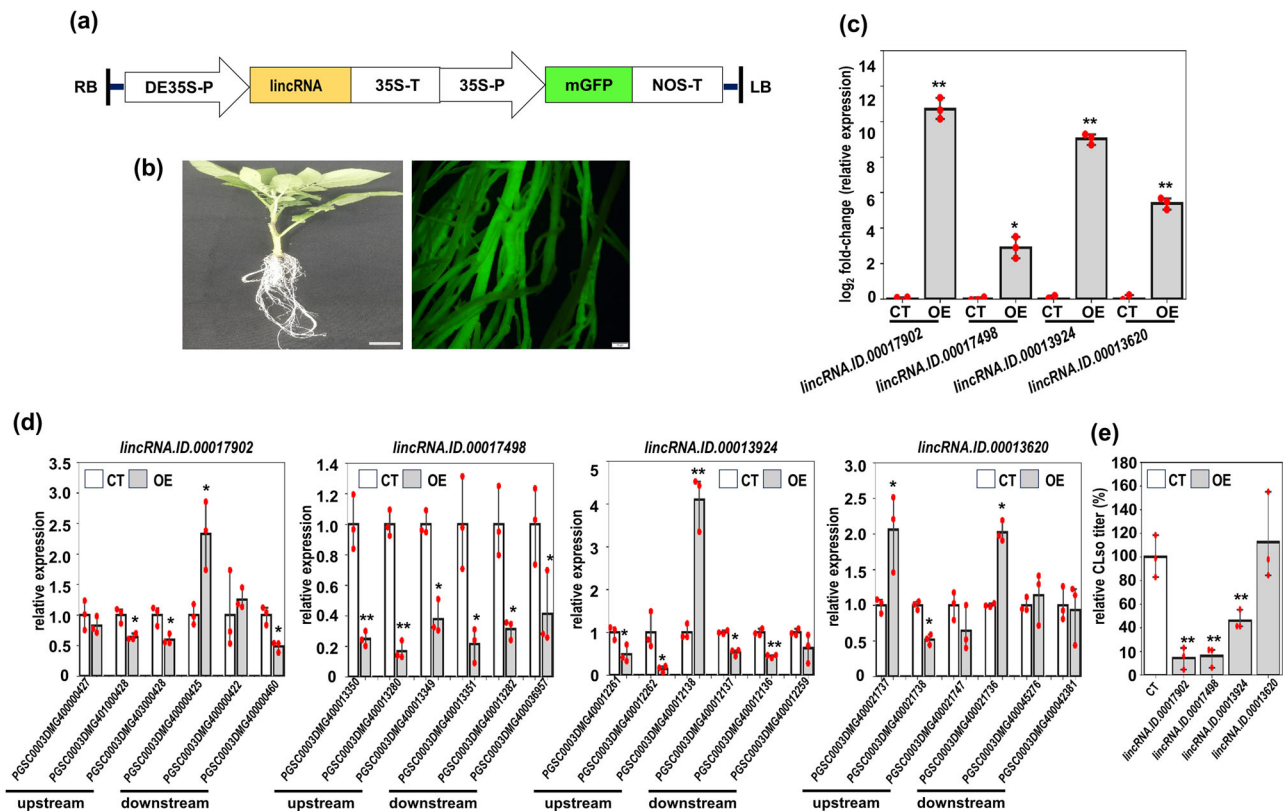 (a)
RB DE35S-P lincRNA 35S-T 35S-P mGFP NOS-T LB
(b)
(c)
log2 fold-change (relative expression)
14
12
10
8
6
4
2
0
** * ** **
CT OE CT OE CT OE CT OE
lincRNA.ID.00017902
lincRNA.ID.00017498
lincRNA.ID.00013924
lincRNA.ID.00013620
(d)
lincRNA.ID.00017902
CT OE
relative expression
3.5
3.0
2.5
2.0
1.5
1.0
0.5
0.0
* * * *
PGSC0003DMG400000427
PGSC0003DMG401000428
PGSC0003DMG403000428
PGSC0003DMG400000425
PGSC0003DMG400000422
PGSC0003DMG400000460
upstream downstream
lincRNA.ID.00017498
CT OE
relative expression
1.4
1.2
1.0
0.8
0.6
0.4
0.2
0.0
** ** * * * *
PGSC0003DMG400013350
PGSC0003DMG400013280
PGSC0003DMG400013349
PGSC0003DMG400013351
PGSC0003DMG400013282
PGSC0003DMG400036957
upstream downstream
lincRNA.ID.00013924
CT OE
relative expression
5
4
3
2
1
0
* * ** * **
PGSC0003DMG400012261
PGSC0003DMG400012262
PGSC0003DMG400012138
PGSC0003DMG400012137
PGSC0003DMG400012136
PGSC0003DMG400012259
upstream downstream
lincRNA.ID.00013620
CT OE
relative expression
3.0
2.5
2.0
1.5
1.0
0.5
0.0
* * *
PGSC0003DMG400021737
PGSC0003DMG400021738
PGSC0003DMG400021747
PGSC0003DMG400021736
PGSC0003DMG400045276
PGSC0003DMG400042381
upstream downstream
(e)
CT OE
relative CLso titer (%)
180
160
140
120
100
80
60
40
20
0
** ** **
CT
lincRNA.ID.00017902
lincRNA.ID.00017498
lincRNA.ID.00013924
lincRNA.ID.00013620